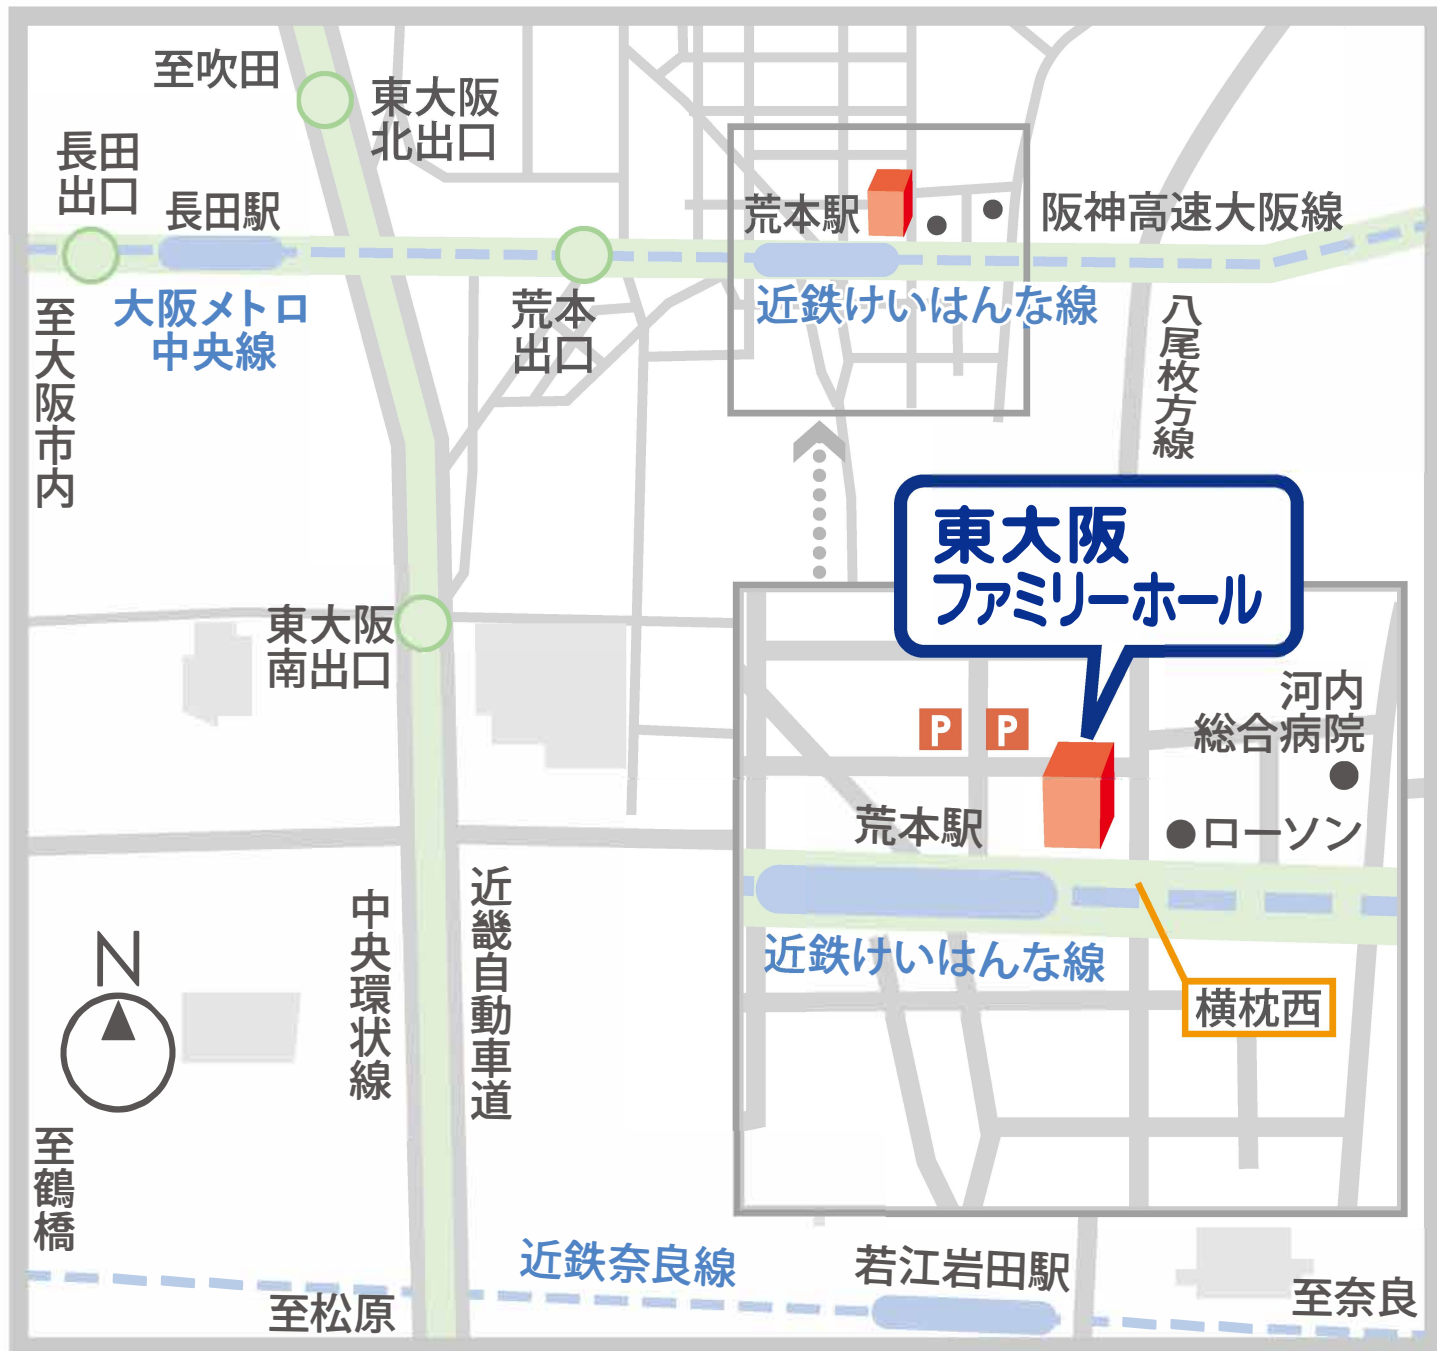 至吹田
東大阪
北出口
長田
出口
長田駅
荒本駅
阪神高速大阪線
大阪メトロ
中央線
荒本
出口
近鉄けいはんな線
八尾枚方線
至大阪市内
東大阪
ファミリーホール
東大阪
南出口
河内
総合病院
P
P
荒本駅
ローソン
近鉄けいはんな線
横枕西
中央環状線
近畿自動車道
N
至鶴橋
近鉄奈良線
若江岩田駅
至松原
至奈良